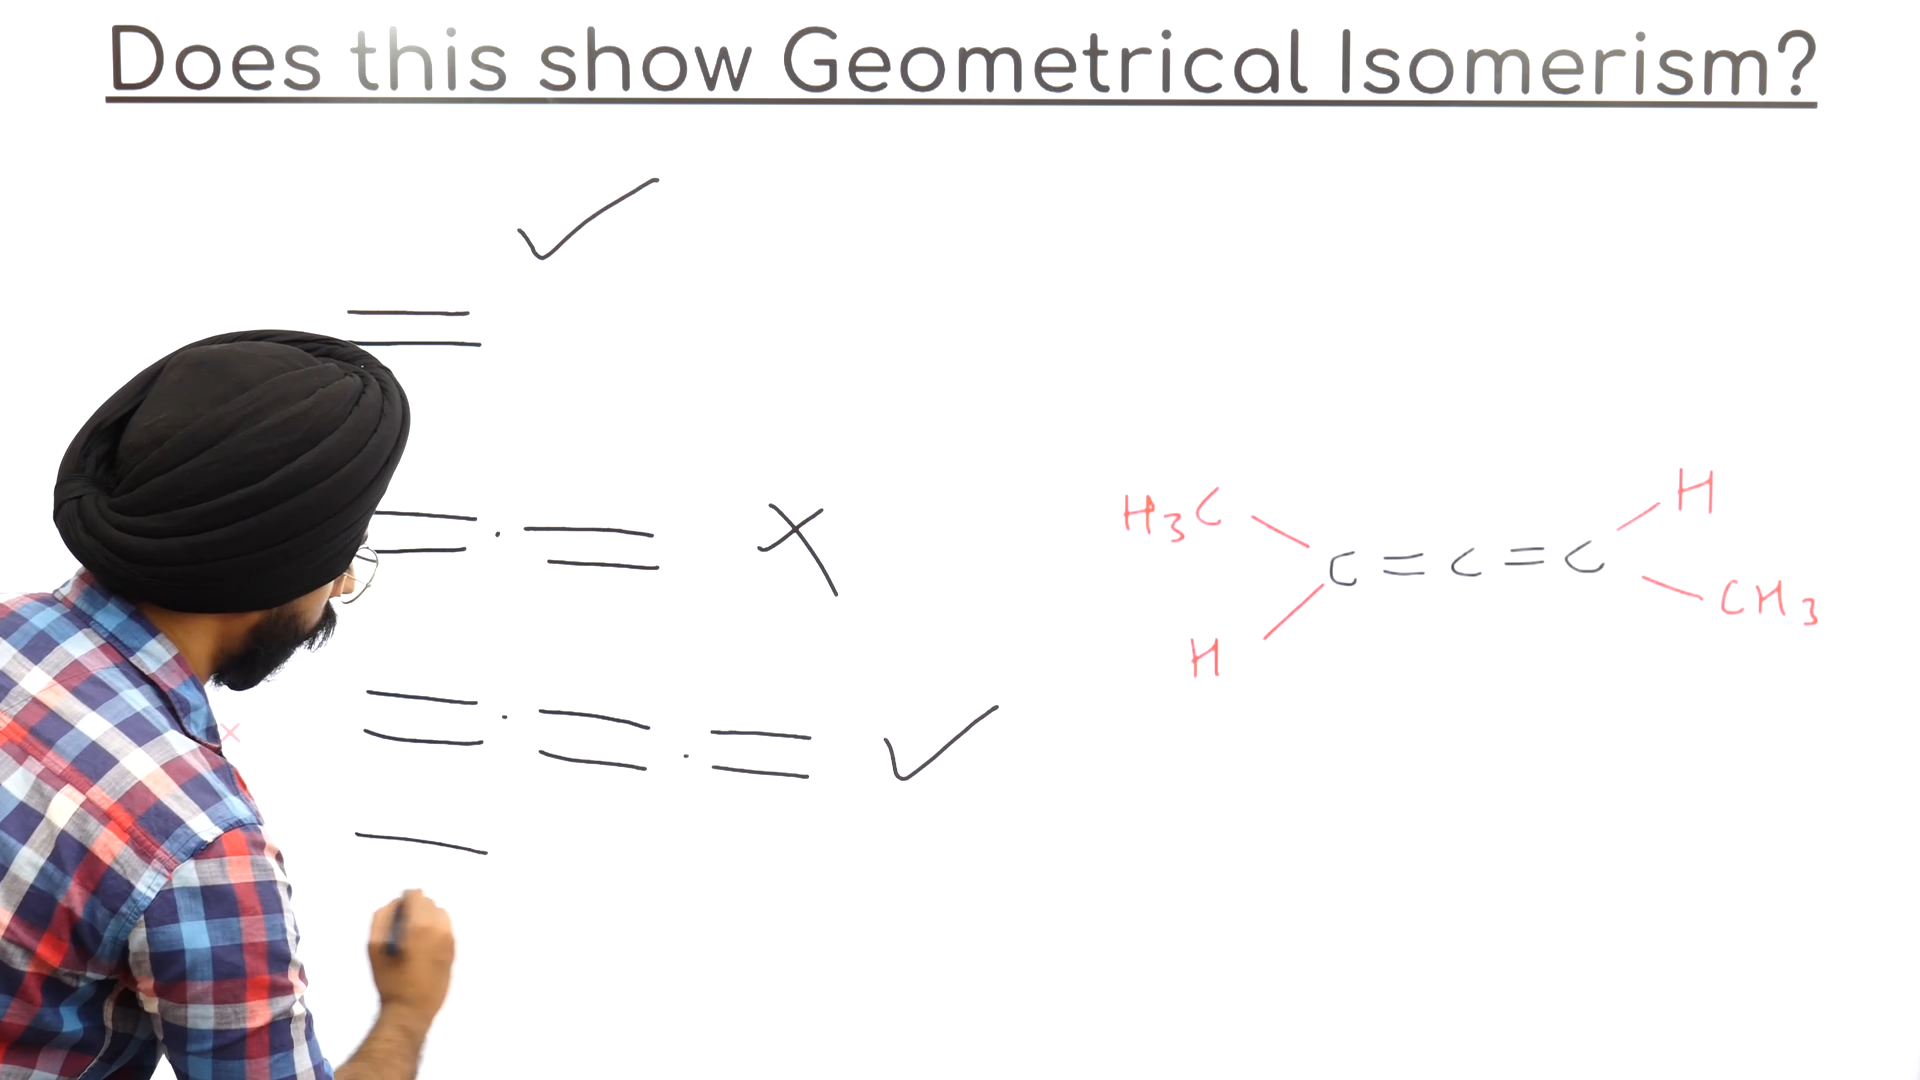 Does this show Geometrical Isomerism?
H₃C H
C = C = C
H CH₃